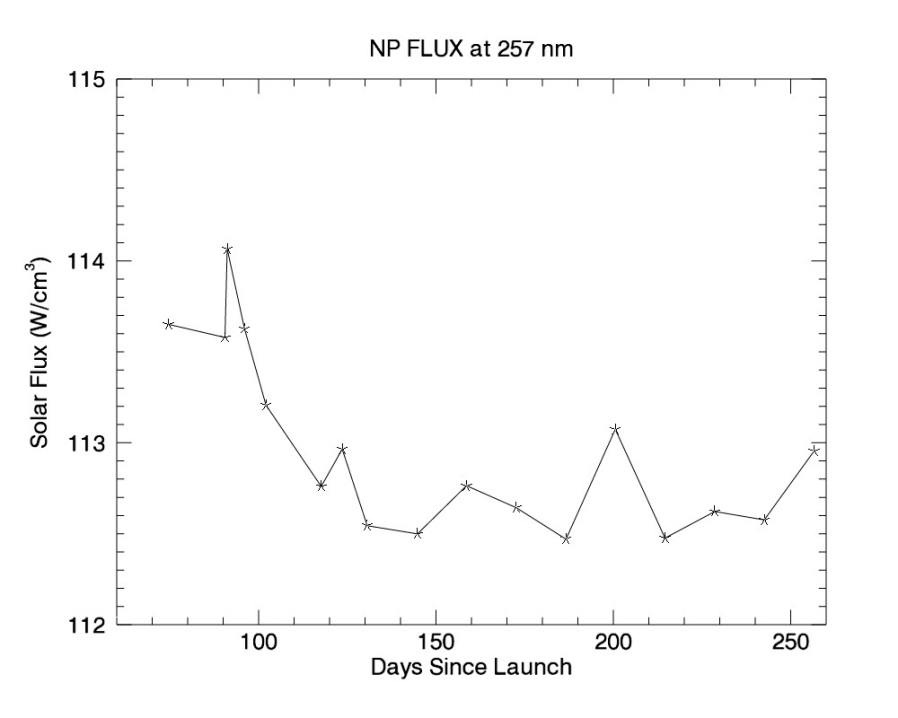 NP FLUX at 257 nm
115
114
113
112
Solar Flux (W/cm³)
100 150 200 250
Days Since Launch